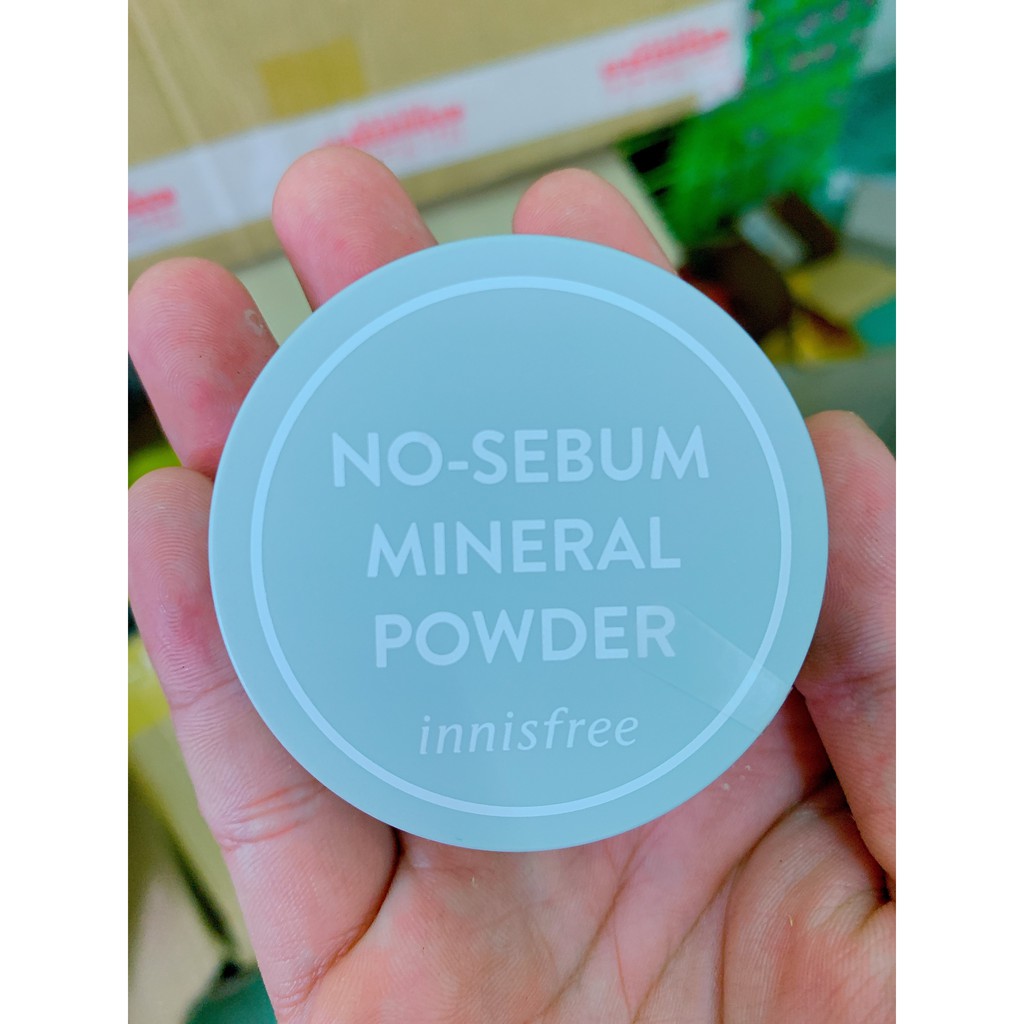 NO-SEBUM
MINERAL
POWDER
innisfree